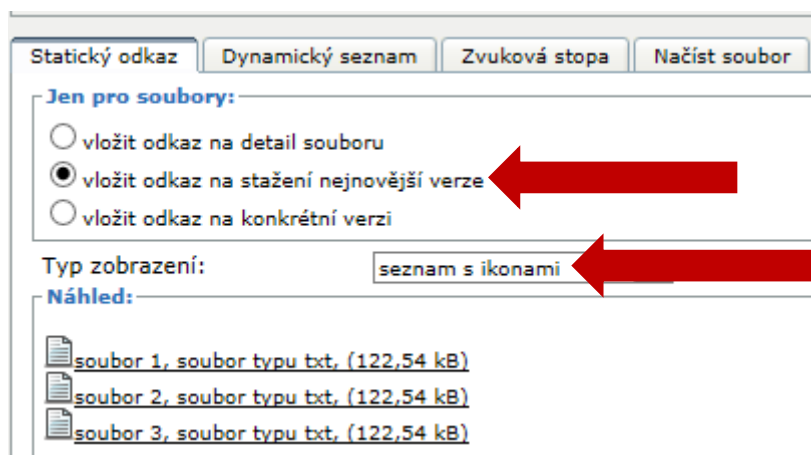 Statický odkaz Dynamický seznam Zvuková stopa Načíst soubor
Jen pro soubory:
vložit odkaz na detail souboru
vložit odkaz na stažení nejnovější verze
vložit odkaz na konkrétní verzi
Typ zobrazení: seznam s ikonami
Náhled:
soubor 1, soubor typu txt, (122,54 kB)
soubor 2, soubor typu txt, (122,54 kB)
soubor 3, soubor typu txt, (122,54 kB)